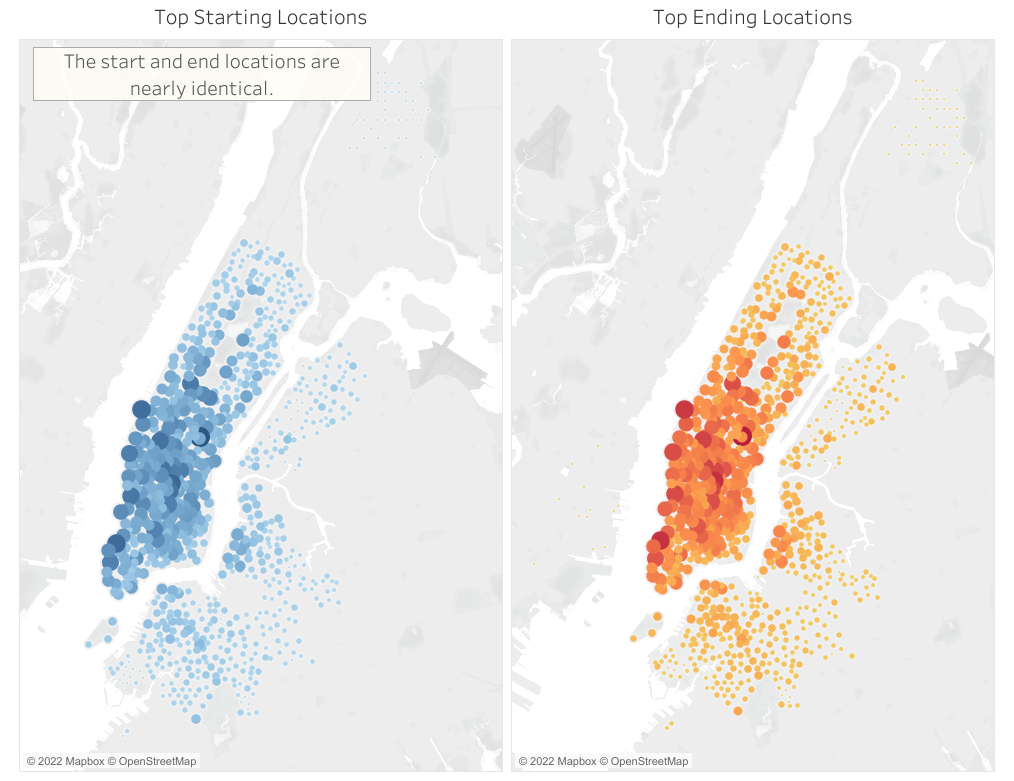 Top Starting Locations
Top Ending Locations
The start and end locations are
nearly identical.
© 2022 Mapbox © OpenStreetMap
© 2022 Mapbox © OpenStreetMap